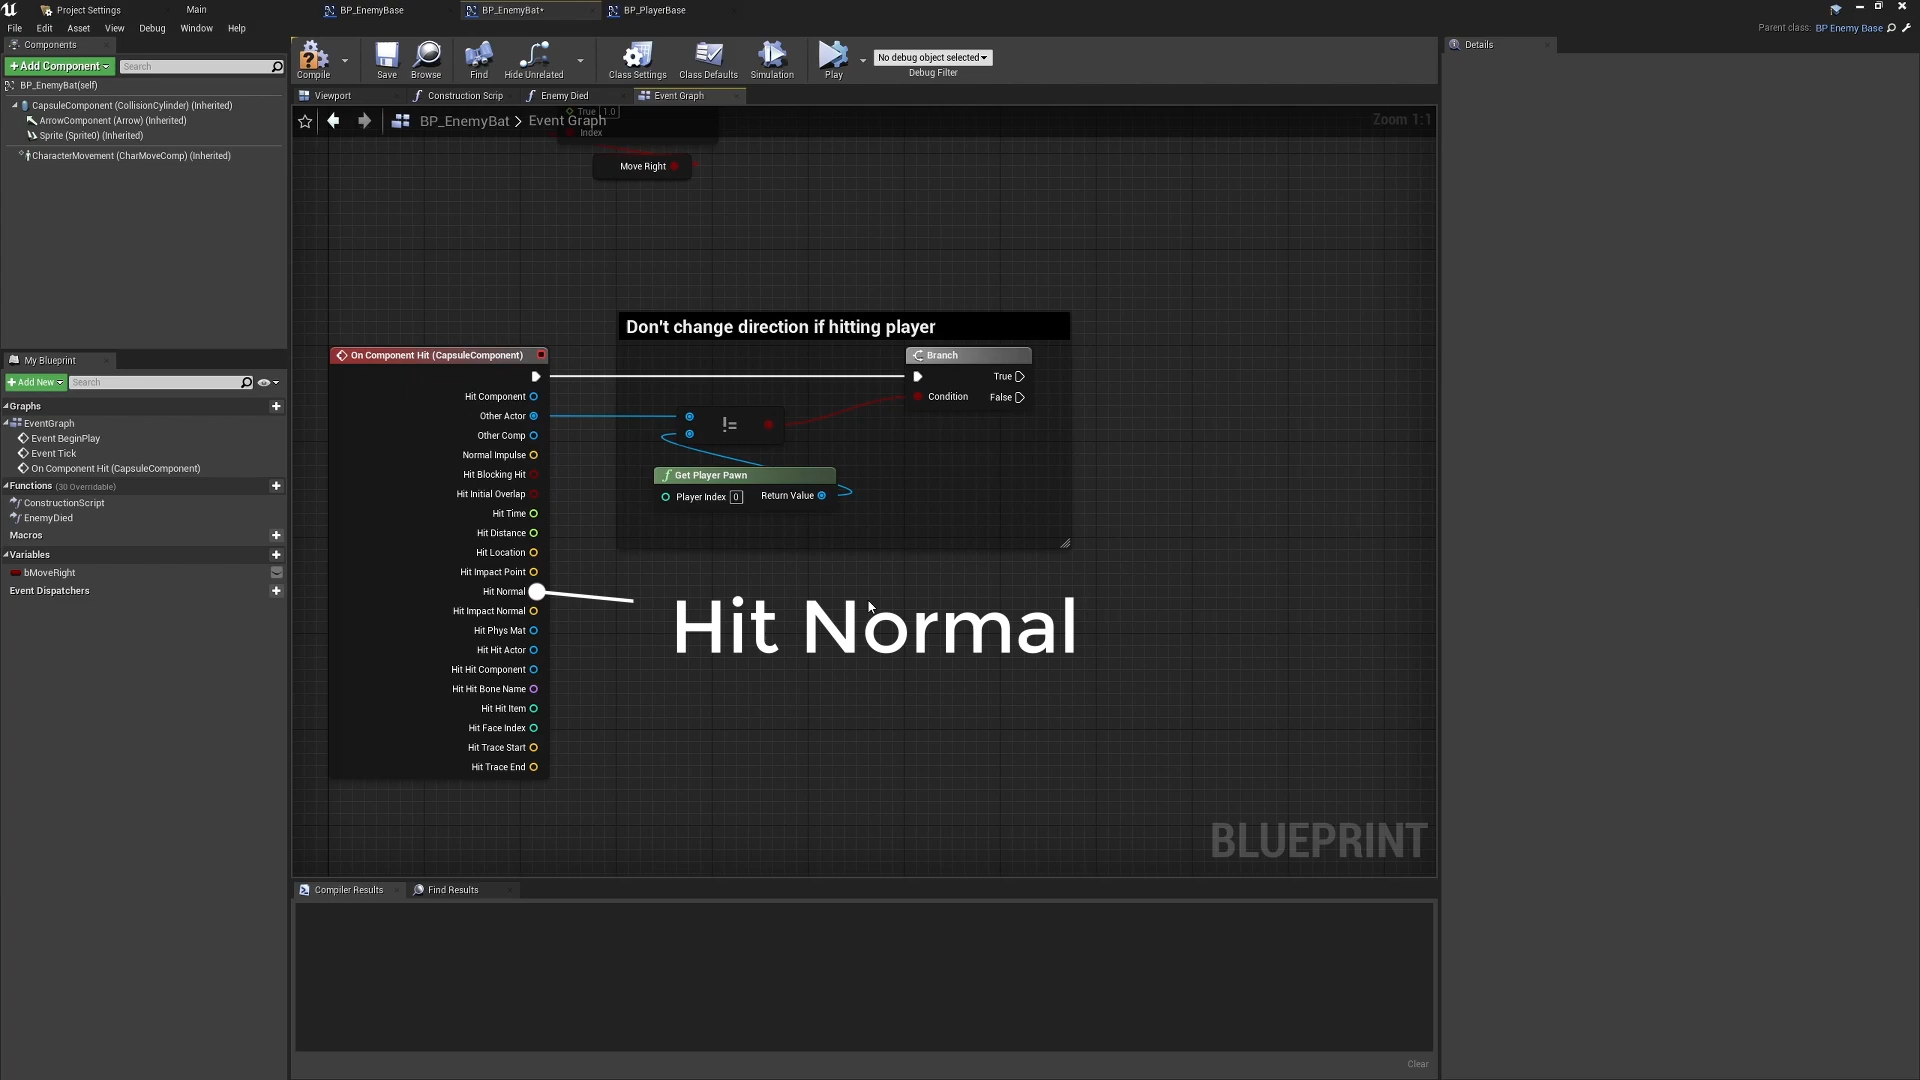 Project Settings
Main
BP_EnemyBase
BP_EnemyBat*
BP_PlayerBase
File
Edit
Asset
View
Debug
Window
Help
Parent class: BP Enemy Base
Components
+Add Component
Search
BP_EnemyBat(self)
CapsuleComponent (CollisionCylinder) (Inherited)
ArrowComponent (Arrow) (Inherited)
Sprite (Sprite0) (Inherited)
CharacterMovement (CharMoveComp) (Inherited)
Compile
Save
Browse
Find
Hide Unrelated
Class Settings
Class Defaults
Simulation
Play
No debug object selected
Debug Filter
Details
Viewport
Construction Scrip
Enemy Died
Event Graph
BP_EnemyBat > Event Graph
Zoom 1:1
True 1.0
Index
Move Right
Don't change direction if hitting player
On Component Hit (CapsuleComponent)
Hit Component
Other Actor
Other Comp
Normal Impulse
Hit Blocking Hit
Hit Initial Overlap
Hit Time
Hit Distance
Hit Location
Hit Impact Point
Hit Normal
Hit Impact Normal
Hit Phys Mat
Hit Hit Actor
Hit Hit Component
Hit Hit Bone Name
Hit Hit Item
Hit Face Index
Hit Trace Start
Hit Trace End
!=
Get Player Pawn
Player Index 0
Return Value
Branch
True
Condition
False
Hit Normal
BLUEPRINT
My Blueprint
+Add New
Search
Graphs
EventGraph
Event BeginPlay
Event Tick
On Component Hit (CapsuleComponent)
Functions (30 Overridable)
ConstructionScript
EnemyDied
Macros
Variables
bMoveRight
Event Dispatchers
Compiler Results
Find Results
Clear